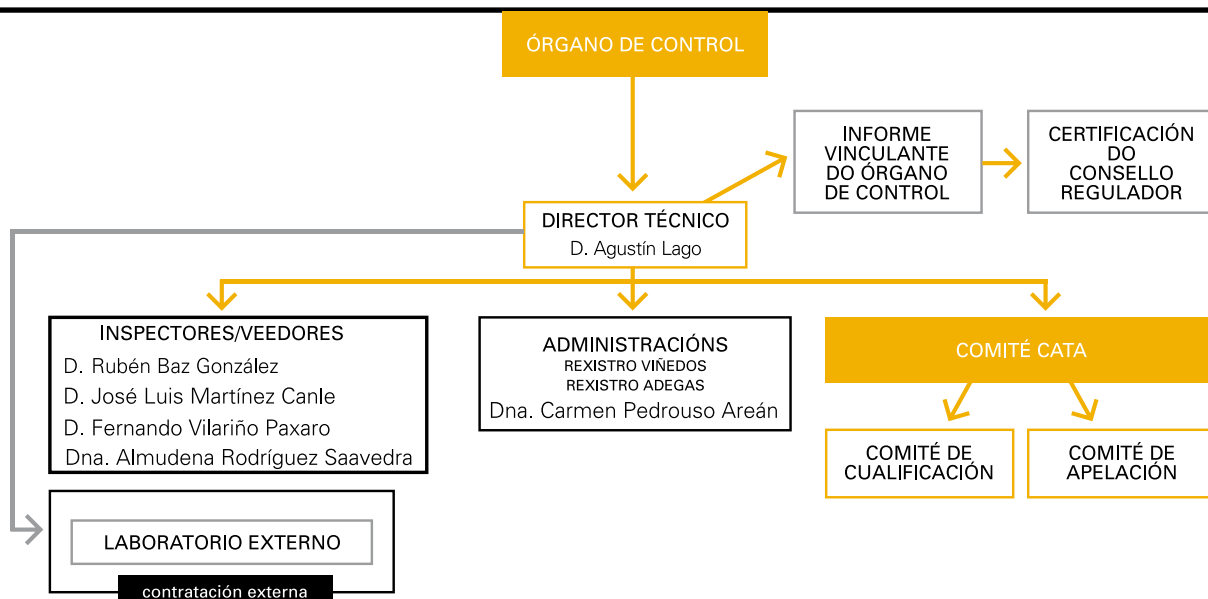 ÓRGANO DE CONTROL
INFORME
VINCULANTE
DO ÓRGANO
DE CONTROL
CERTIFICACIÓN
DO
CONSELLO
REGULADOR
DIRECTOR TÉCNICO
D. Agustín Lago
INSPECTORES/VEEDORES
D. Rubén Baz González
D. José Luis Martínez Canle
D. Fernando Vilariño Paxaro
Dna. Almudena Rodríguez Saavedra
ADMINISTRACIÓNS
REXISTRO VIÑEDOS
REXISTRO ADEGAS
Dna. Carmen Pedrouso Areán
COMITÉ CATA
COMITÉ DE
CUALIFICACIÓN
COMITÉ DE
APELACIÓN
LABORATORIO EXTERNO
contratación externa